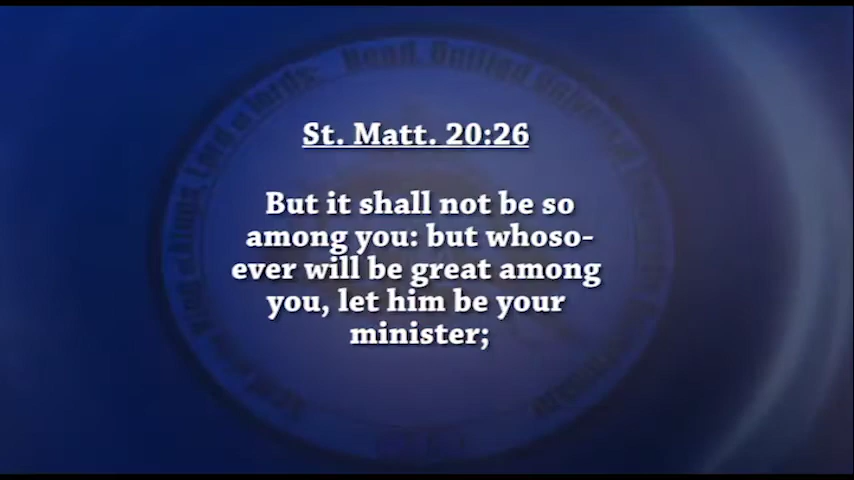 St. Matt. 20:26
But it shall not be so
among you: but whoso-
ever will be great among
you, let him be your
minister;